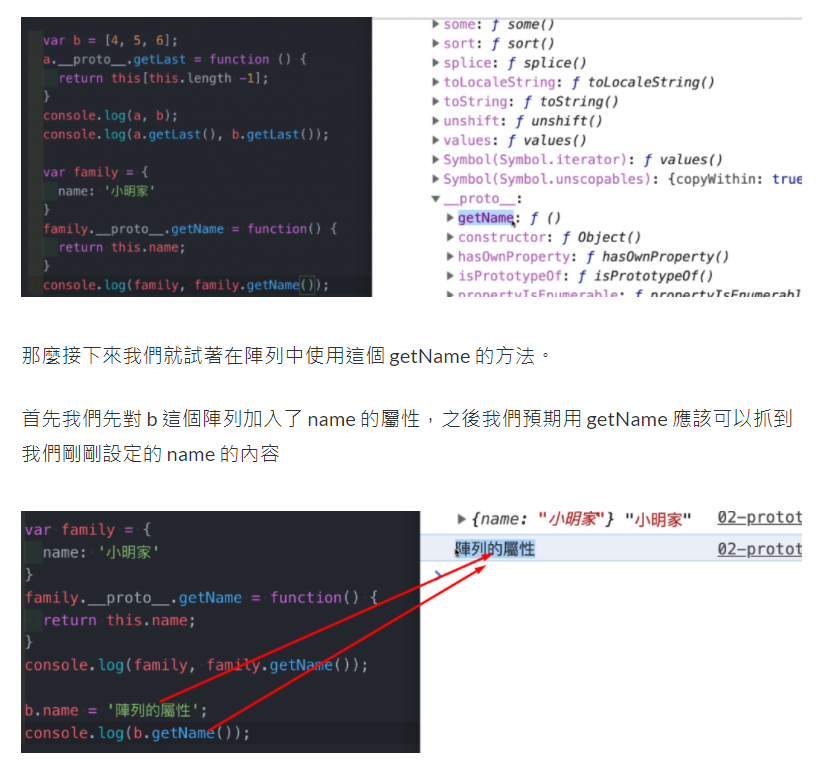 var b = [4, 5, 6];
a.__proto__.getLast = function () {
return this[this.length -1];
}
console.log(a, b);
console.log(a.getLast(), b.getLast());
var family = {
name: '小明家'
}
family.__proto__.getName = function() {
return this.name;
}
console.log(family, family.getName());
some: ƒ some()
sort: ƒ sort()
splice: ƒ splice()
toLocaleString: ƒ toLocaleString()
toString: ƒ toString()
unshift: ƒ unshift()
values: ƒ values()
Symbol(Symbol.iterator): ƒ values()
Symbol(Symbol.unscopables): {copyWithin: true
__proto__:
getName: ƒ ()
constructor: ƒ Object()
hasOwnProperty: ƒ hasOwnProperty()
isPrototypeOf: ƒ isPrototypeOf()
propertyIsEnumerable: ƒ propertyIsEnumerabl
那麼接下來我們就試著在陣列中使用這個 getName 的方法。
首先我們先對 b 這個陣列加入了 name 的屬性，之後我們預期用 getName 應該可以抓到
我們剛剛設定的 name 的內容
var family = {
name: '小明家'
}
family.__proto__.getName = function() {
return this.name;
}
console.log(family, family.getName());
b.name = '陣列的屬性';
console.log(b.getName());
{name: "小明家"} "小明家" 02-protot
陣列的屬性 02-protot